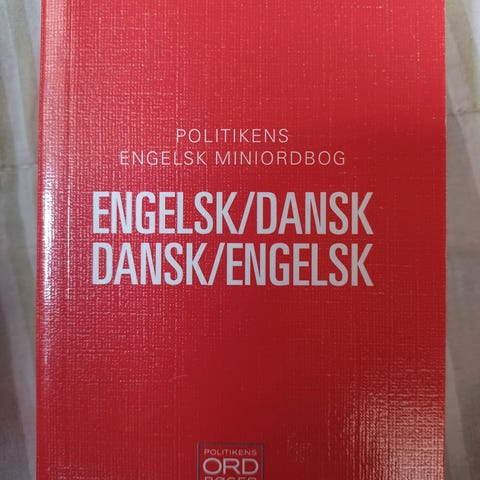 POLITIKENS
ENGELSK MINIORDBOG
ENGELSK/DANSK
DANSK/ENGELSK
POLITIKENS
ORD